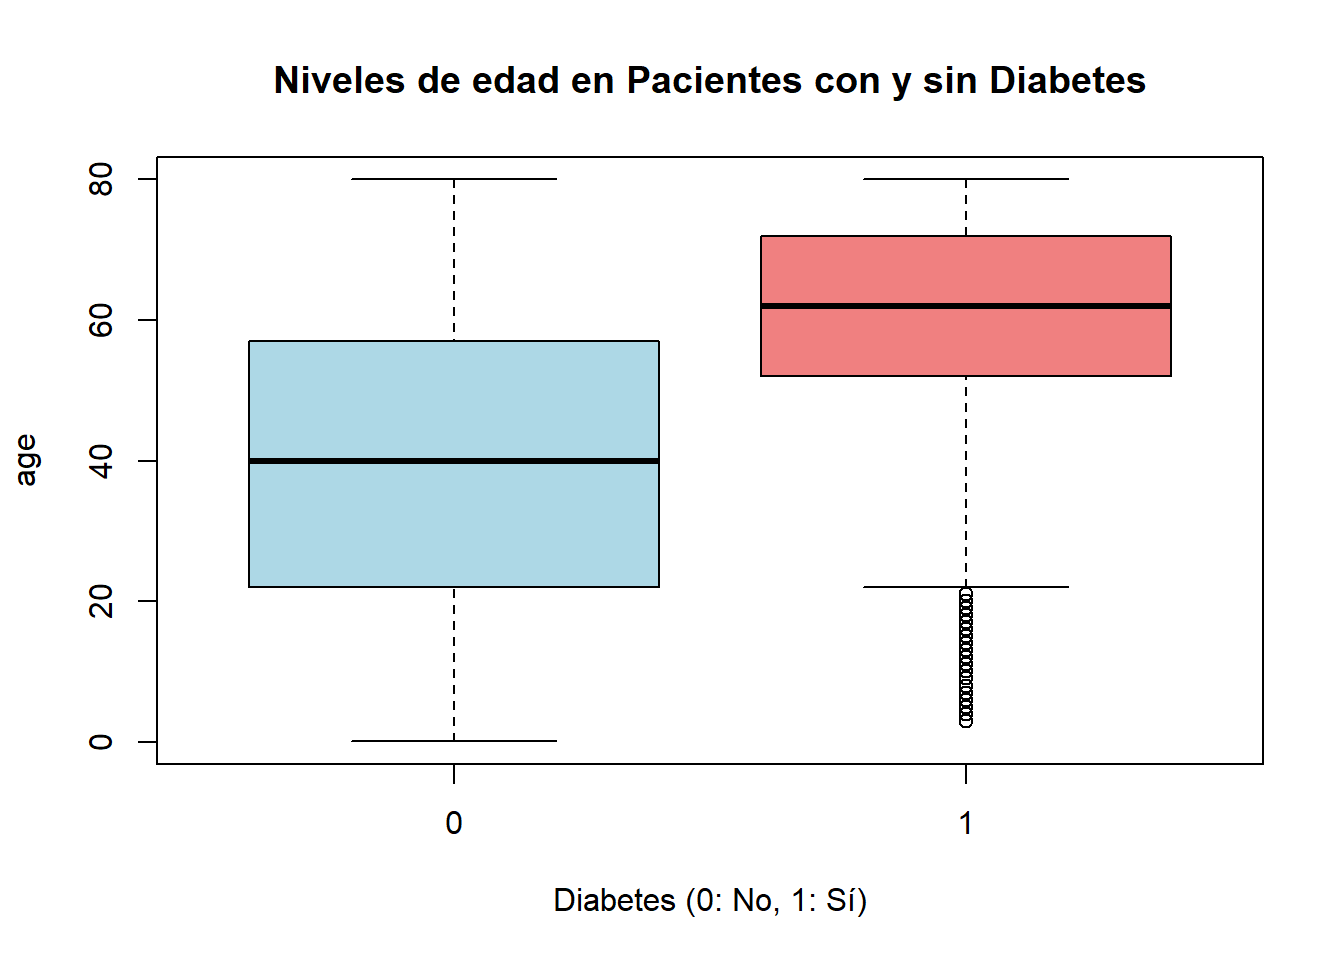 Niveles de edad en Pacientes con y sin Diabetes
age
80
60
40
20
0
0 1
Diabetes (0: No, 1: Sí)